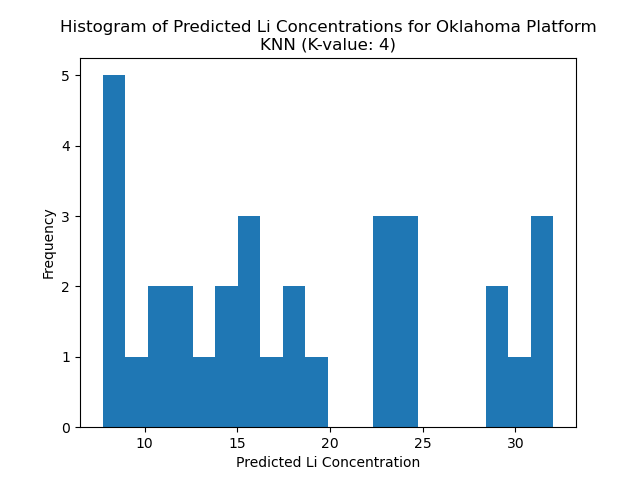 Histogram of Predicted Li Concentrations for Oklahoma Platform
KNN (K-value: 4)
5
4
3
2
1
0
Frequency
10 15 20 25 30
Predicted Li Concentration